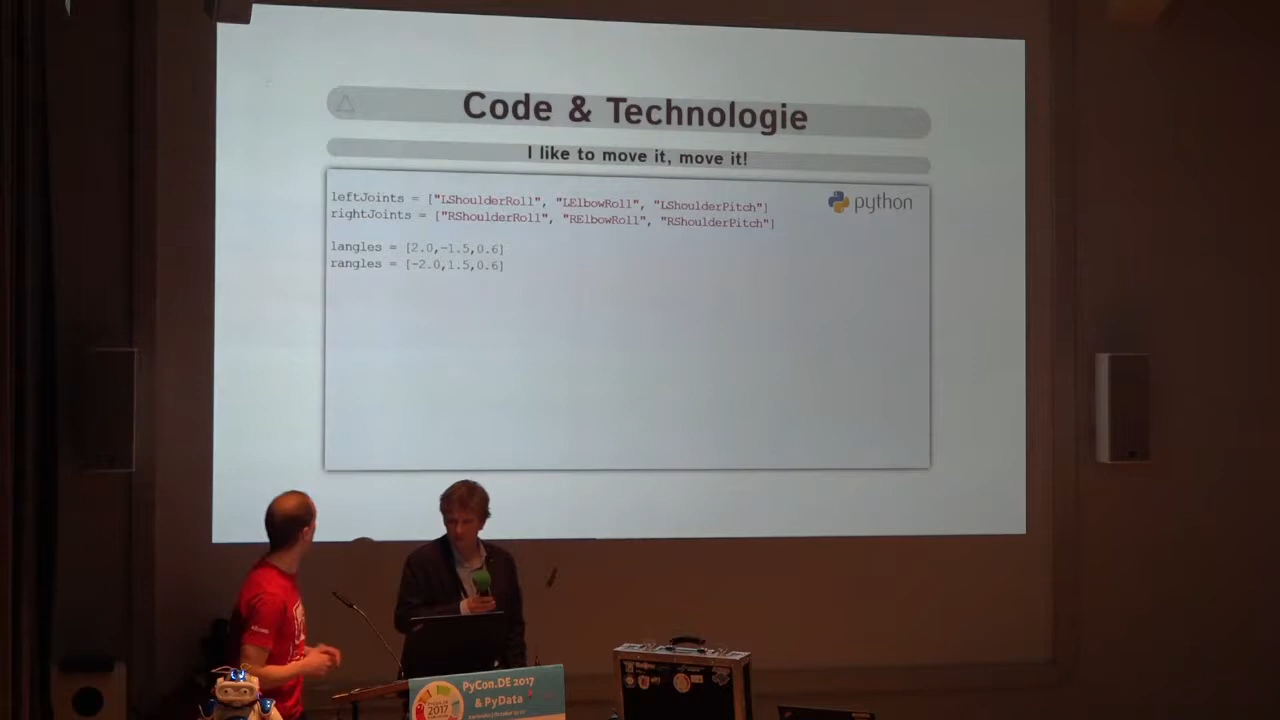 Code & Technologie
I like to move it, move it!
python
leftJoints = ["LShoulderRoll", "LElbowRoll", "LShoulderPitch"]
rightJoints = ["RShoulderRoll", "RElbowRoll", "RShoulderPitch"]
langles = [2.0,-1.5,0.6]
rangles = [-2.0,1.5,0.6]
PyCon.DE 2017
& PyData
2017